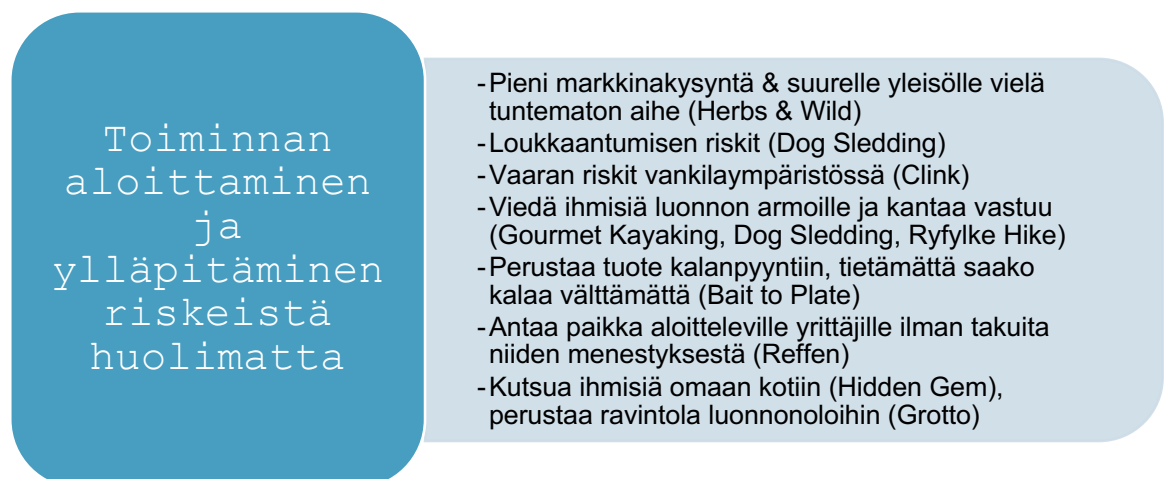 Toiminnan
aloittaminen
ja
ylläpitäminen
riskeistä
huolimatta
-Pieni markkinakysyntä & suurelle yleisölle vielä
tuntematon aihe (Herbs & Wild)
-Loukkaantumisen riskit (Dog Sledding)
-Vaaran riskit vankilaympäristössä (Clink)
-Viedä ihmisiä luonnon armoille ja kantaa vastuu
(Gourmet Kayaking, Dog Sledding, Ryfylke Hike)
-Perustaa tuote kalanpyyntiin, tietämättä saako
kalaa välttämättä (Bait to Plate)
-Antaa paikka aloitteleville yrittäjille ilman takuita
niiden menestyksestä (Reffen)
-Kutsua ihmisiä omaan kotiin (Hidden Gem),
perustaa ravintola luonnonoloihin (Grotto)